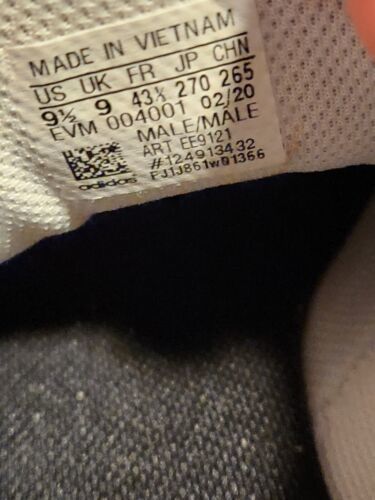 MADE IN VIETNAM
US UK FR JP CHN
9½ 9 43⅓ 270 265
EVM 004001 02/20
MALE/MALE
ART EE9121
#124913432
PJ1J861W91366
adidas